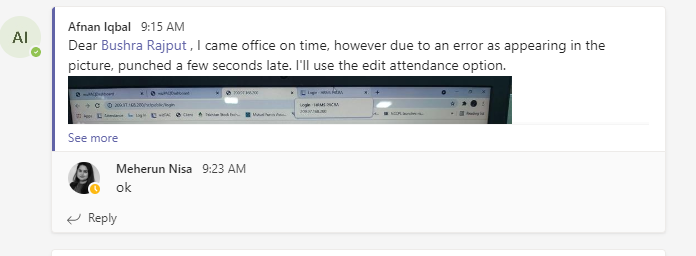 AI
Afnan Iqbal 9:15 AM
Dear Bushra Rajput , I came office on time, however due to an error as appearing in the
picture, punched a few seconds late. I'll use the edit attendance option.
See more
Meherun Nisa 9:23 AM
ok
Reply